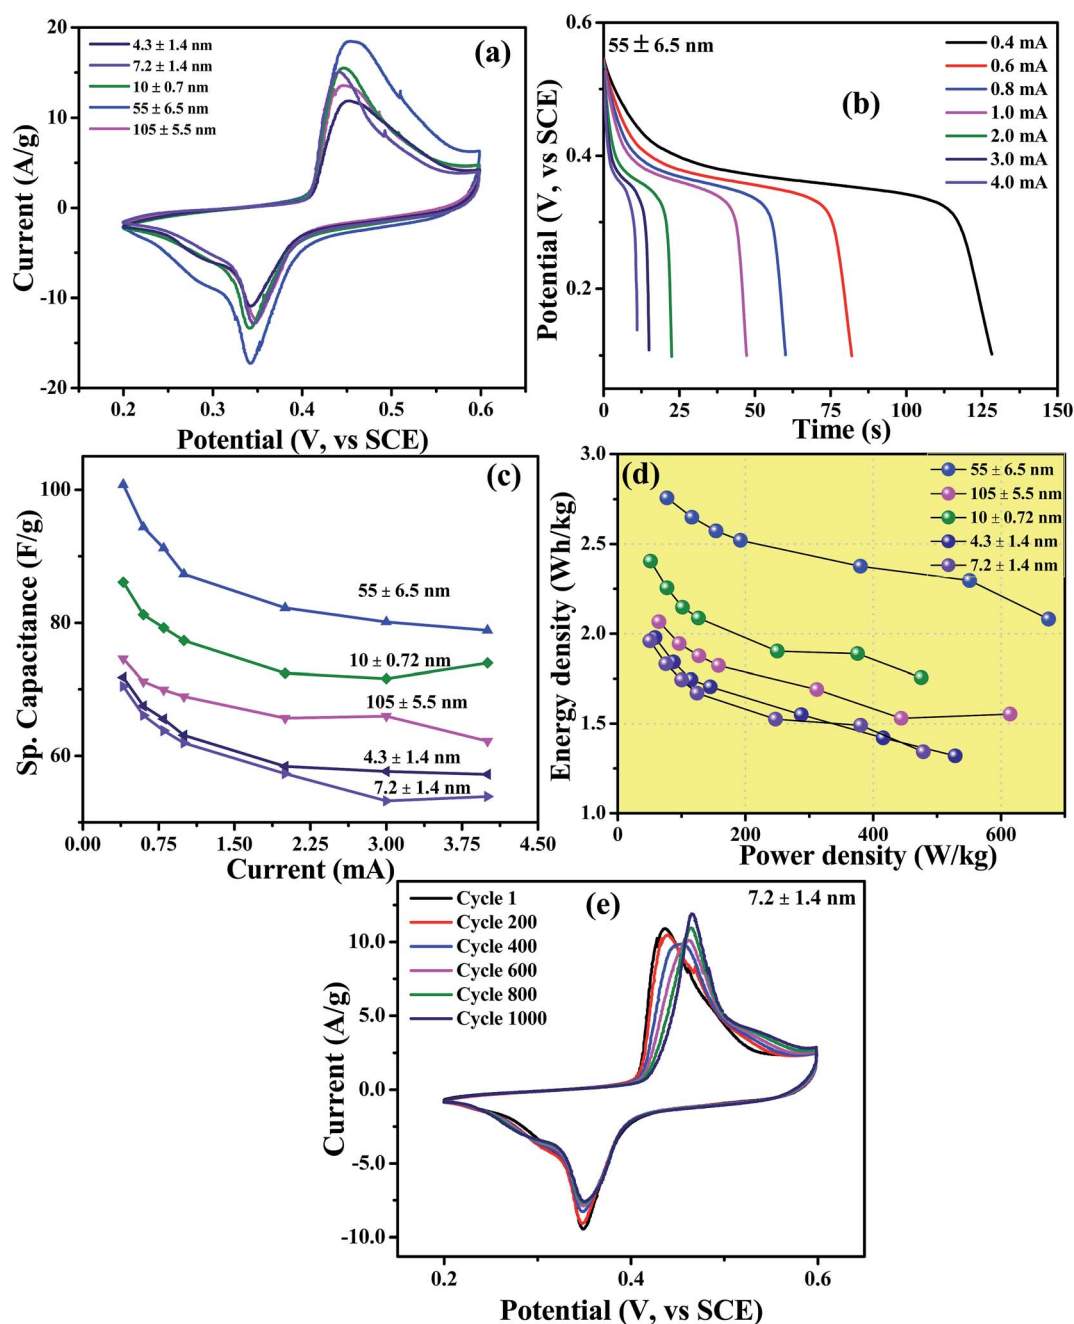 (a)
4.3 ± 1.4 nm
7.2 ± 1.4 nm
10 ± 0.7 nm
55 ± 6.5 nm
105 ± 5.5 nm
Current (A/g)
20
10
0
-10
-20
0.2 0.3 0.4 0.5 0.6
Potential (V, vs SCE)
(b)
55 ± 6.5 nm
0.4 mA
0.6 mA
0.8 mA
1.0 mA
2.0 mA
3.0 mA
4.0 mA
Potential (V, vs SCE)
0.6
0.4
0.2
0 25 50 75 100 125 150
Time (s)
(c)
Sp. Capacitance (F/g)
100
80
60
55 ± 6.5 nm
10 ± 0.72 nm
105 ± 5.5 nm
4.3 ± 1.4 nm
7.2 ± 1.4 nm
0.00 0.75 1.50 2.25 3.00 3.75 4.50
Current (mA)
(d)
55 ± 6.5 nm
105 ± 5.5 nm
10 ± 0.72 nm
4.3 ± 1.4 nm
7.2 ± 1.4 nm
Energy density (Wh/kg)
3.0
2.5
2.0
1.5
1.0
0 200 400 600
Power density (W/kg)
(e)
7.2 ± 1.4 nm
Cycle 1
Cycle 200
Cycle 400
Cycle 600
Cycle 800
Cycle 1000
Current (A/g)
10.0
5.0
0.0
-5.0
-10.0
0.2 0.4 0.6
Potential (V, vs SCE)